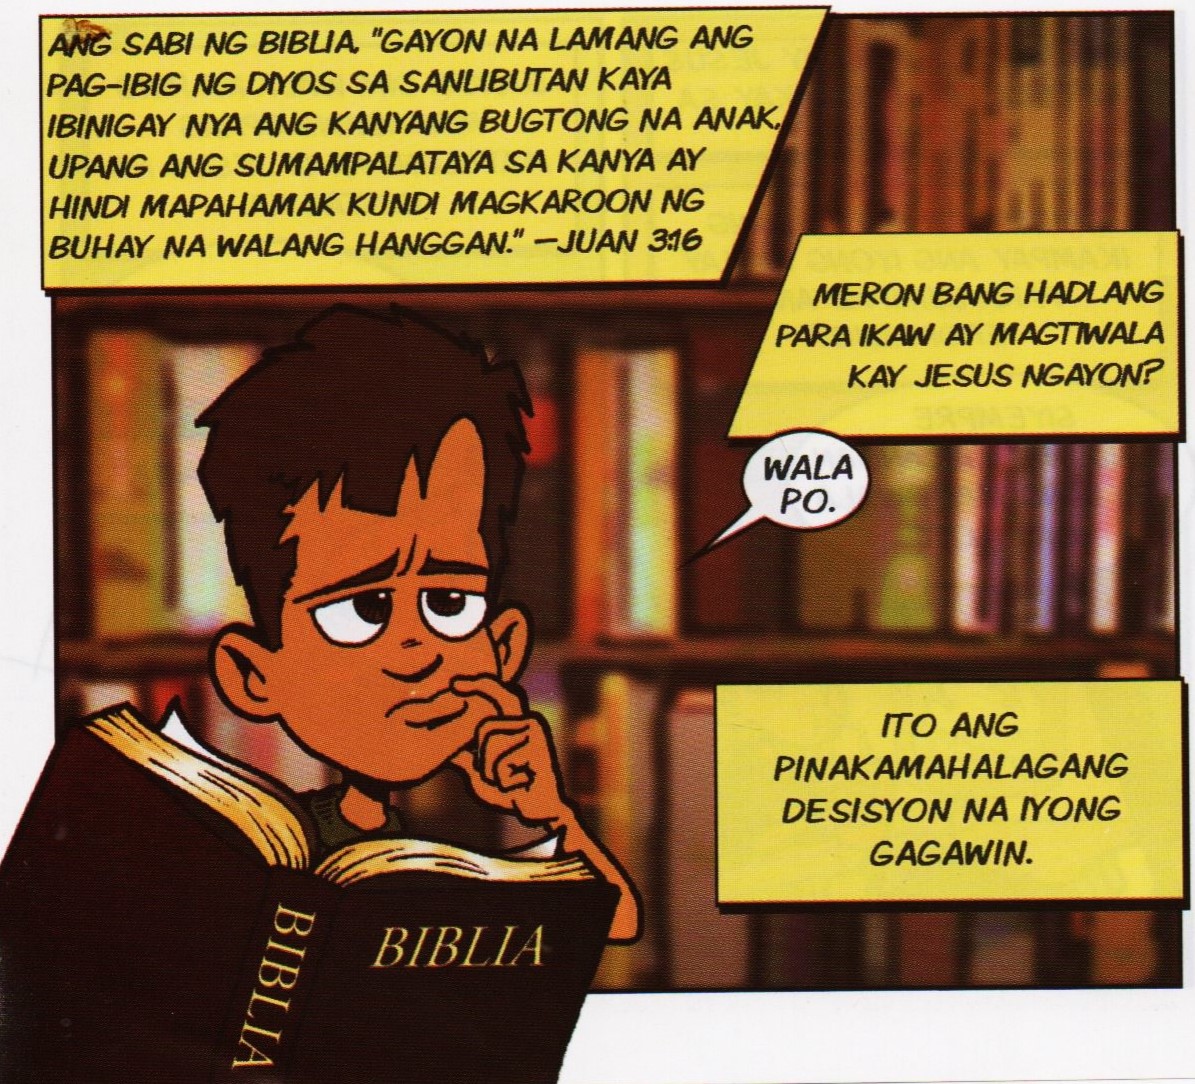 ANG SABI NG BIBLIA, "GAYON NA LAMANG ANG
PAG-IBIG NG DIYOS SA SANLIBUTAN KAYA
IBINIGAY NYA ANG KANYANG BUGTONG NA ANAK,
UPANG ANG SUMAMPALATAYA SA KANYA AY
HINDI MAPAHAMAK KUNDI MAGKAROON NG
BUHAY NA WALANG HANGGAN." –JUAN 3:16
MERON BANG HADLANG
PARA IKAW AY MAGTIWALA
KAY JESUS NGAYON?
WALA
PO.
ITO ANG
PINAKAMAHALAGANG
DESISYON NA IYONG
GAGAWIN.
BIBLIA
BIBLIA